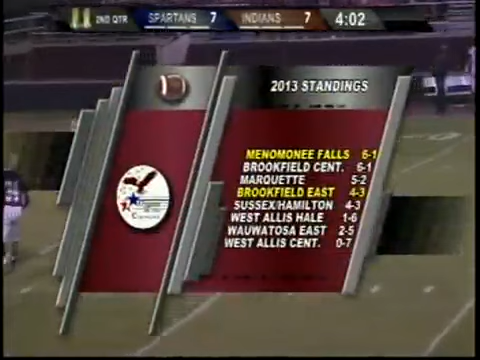 2ND QTR SPARTANS 7 INDIANS 7 4:02
2013 STANDINGS
MENOMONEE FALLS 6-1
BROOKFIELD CENT. 6-1
MARQUETTE 5-2
BROOKFIELD EAST 4-3
SUSSEX/HAMILTON 4-3
WEST ALLIS HALE 1-6
WAUWATOSA EAST 2-5
WEST ALLIS CENT. 0-7